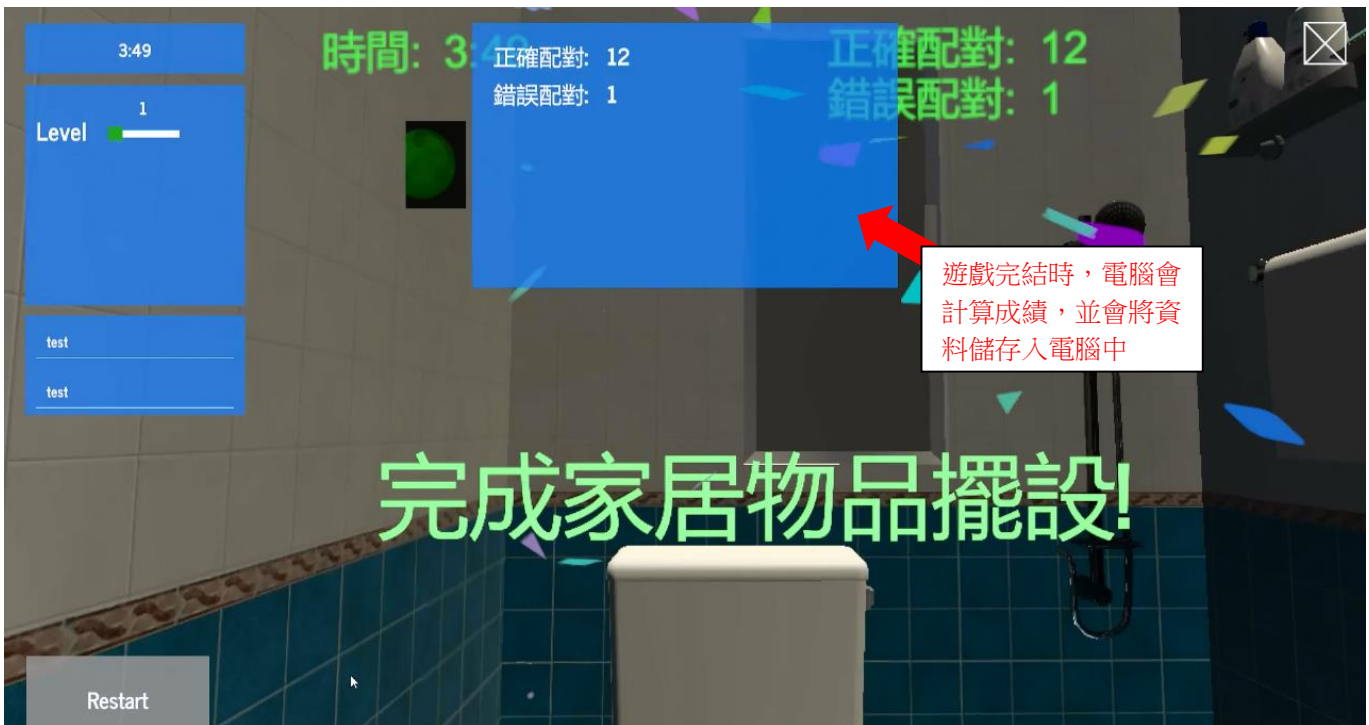 3:49
時間: 3:49
正確配對: 12
錯誤配對: 1
正確配對: 12
錯誤配對: 1
1
Level
遊戲完結時，電腦會
計算成績，並會將資
料儲存入電腦中
test
test
完成家居物品擺設!
Restart